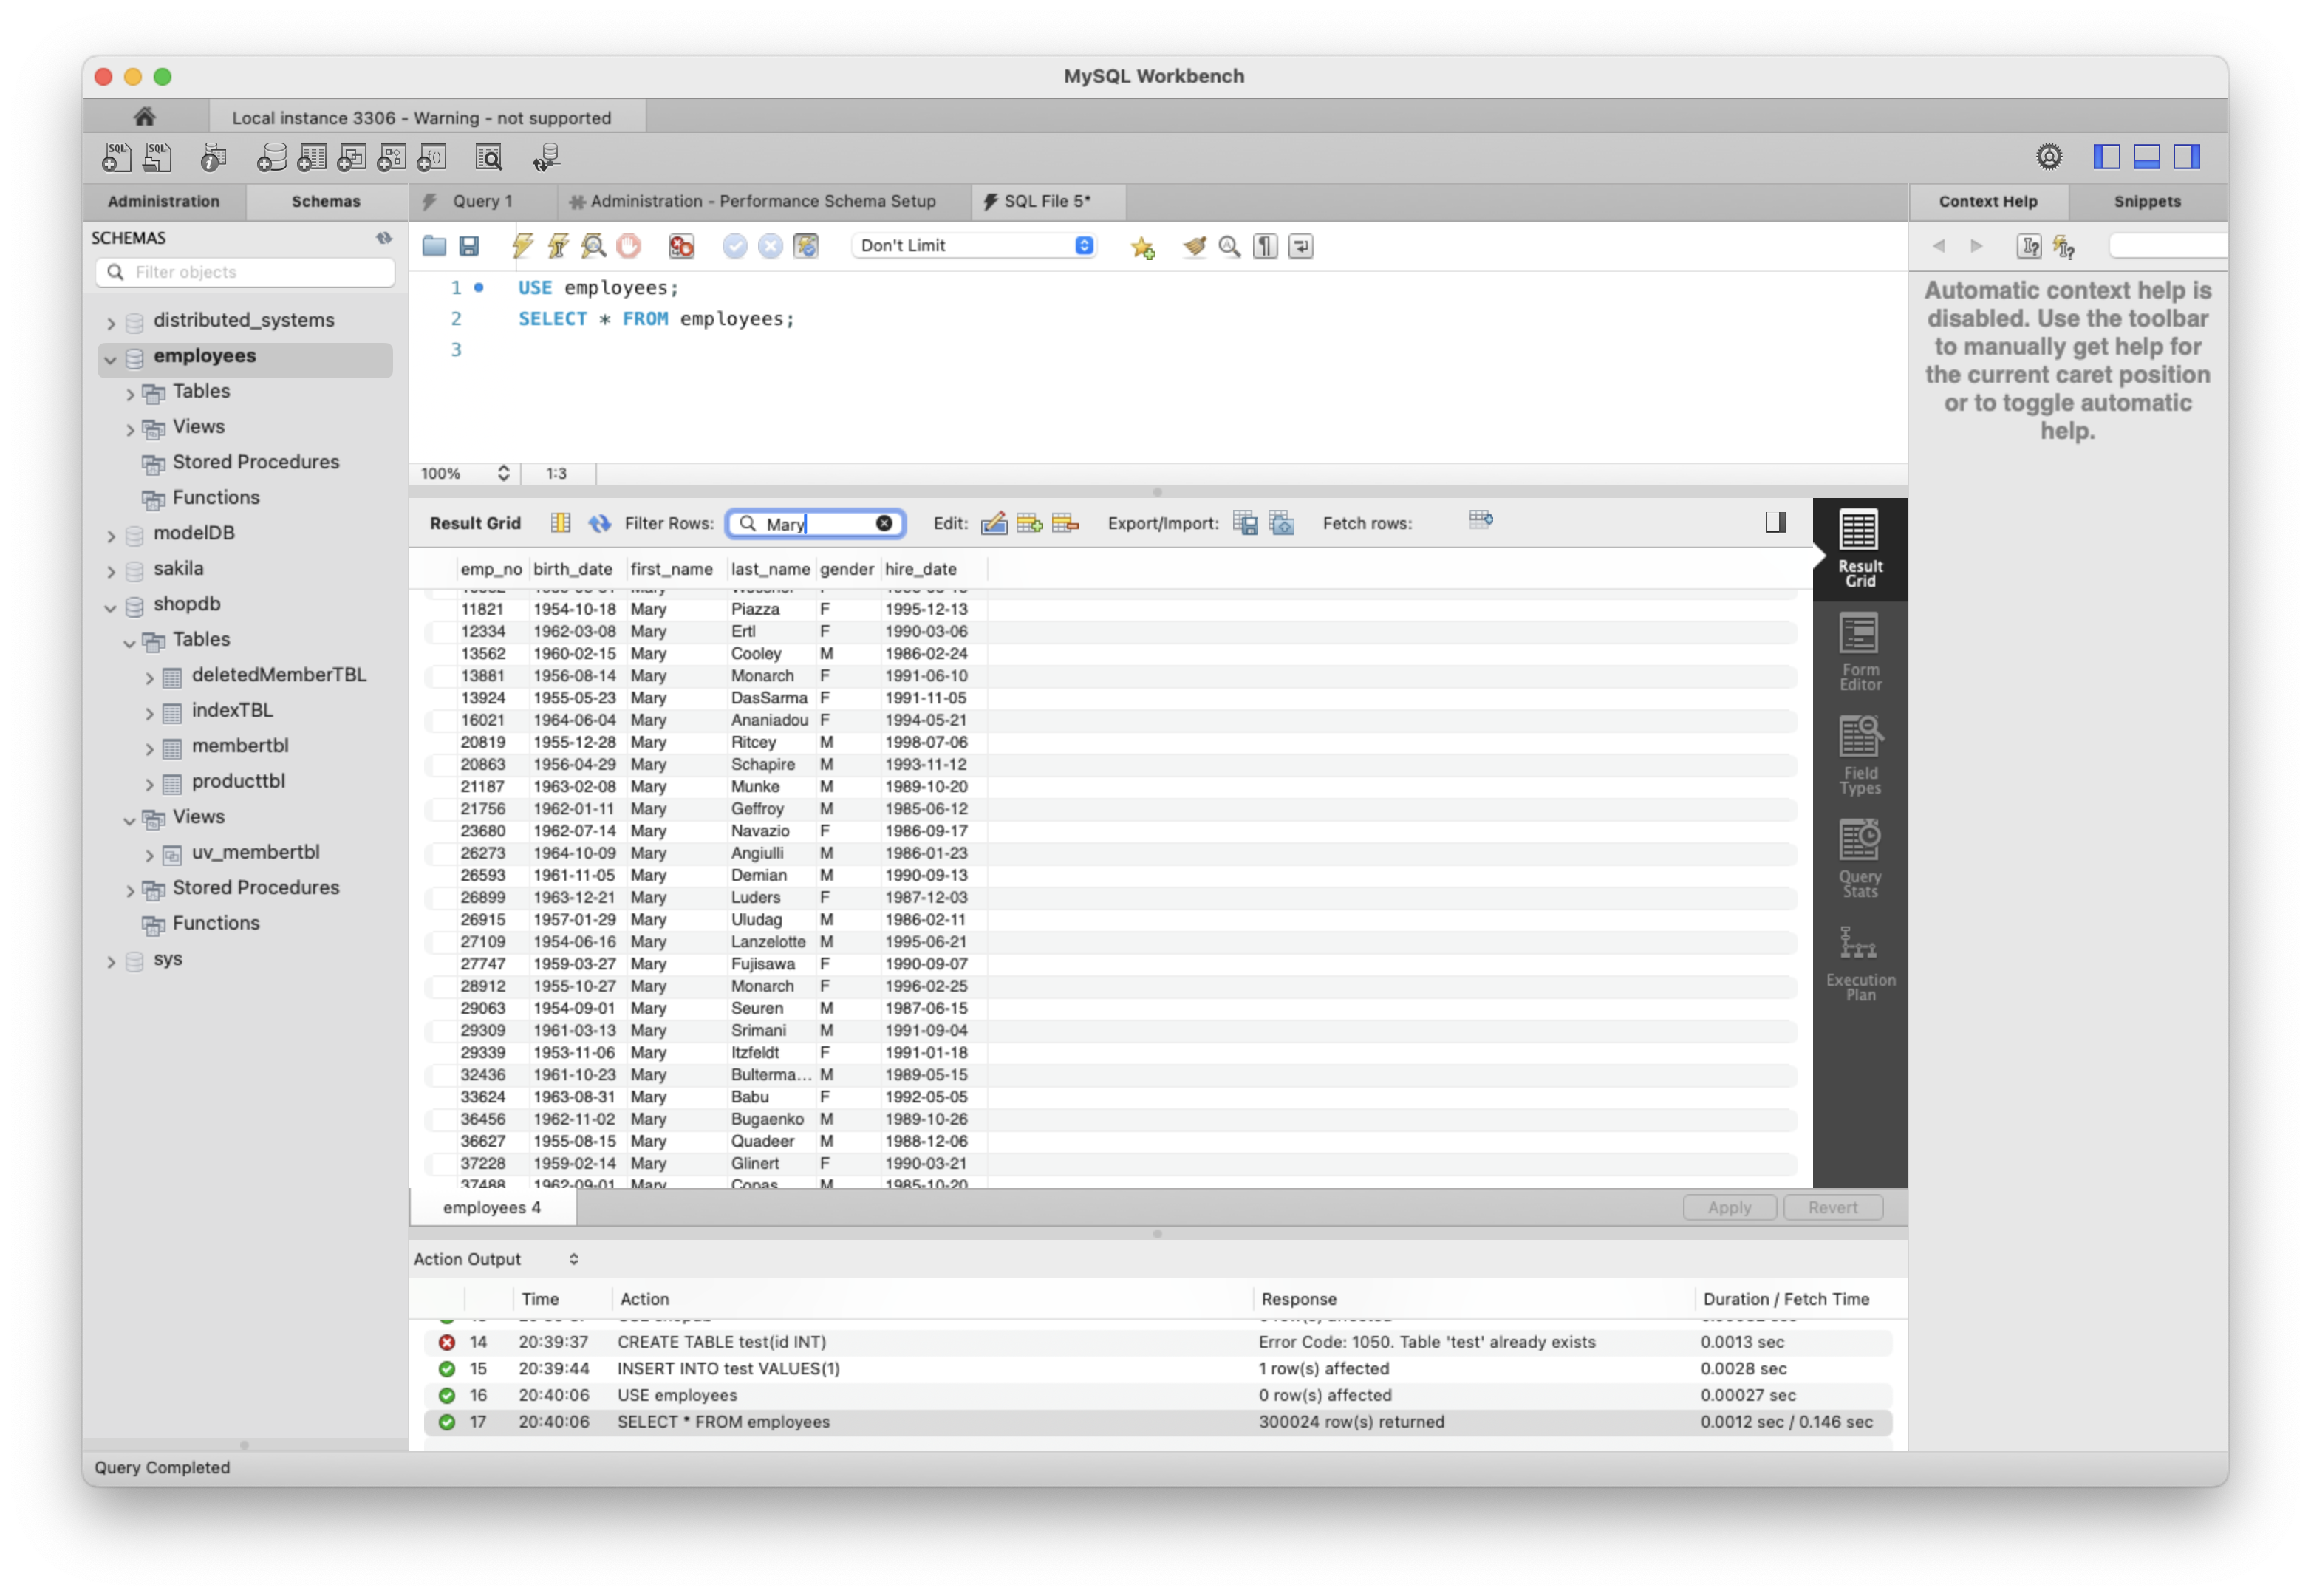 MySQL Workbench
Local instance 3306 - Warning - not supported
SQL SQL
Administration Schemas
Query 1 Administration - Performance Schema Setup SQL File 5*
Context Help Snippets
SCHEMAS
Filter objects
distributed_systems
employees
Tables
Views
Stored Procedures
Functions
modelDB
sakila
shopdb
Tables
deletedMemberTBL
indexTBL
membertbl
producttbl
Views
uv_membertbl
Stored Procedures
Functions
sys
Don't Limit
1 USE employees;
2 SELECT * FROM employees;
3
100% 1:3
Automatic context help is
disabled. Use the toolbar
to manually get help for
the current caret position
or to toggle automatic
help.
Result Grid Filter Rows: Mary Edit: Export/Import: Fetch rows:
emp_no birth_date first_name last_name gender hire_date
11821 1954-10-18 Mary Piazza F 1995-12-13
12334 1962-03-08 Mary Ertl F 1990-03-06
13562 1960-02-15 Mary Cooley M 1986-02-24
13881 1956-08-14 Mary Monarch F 1991-06-10
13924 1955-05-23 Mary DasSarma F 1991-11-05
16021 1964-06-04 Mary Ananiadou F 1994-05-21
20819 1955-12-28 Mary Ritcey M 1998-07-06
20863 1956-04-29 Mary Schapire M 1993-11-12
21187 1963-02-08 Mary Munke M 1989-10-20
21756 1962-01-11 Mary Geffroy M 1985-06-12
23680 1962-07-14 Mary Navazio F 1986-09-17
26273 1964-10-09 Mary Angiulli M 1986-01-23
26593 1961-11-05 Mary Demian M 1990-09-13
26899 1963-12-21 Mary Luders F 1987-12-03
26915 1957-01-29 Mary Uludag M 1986-02-11
27109 1954-06-16 Mary Lanzelotte M 1995-06-21
27747 1959-03-27 Mary Fujisawa F 1990-09-07
28912 1955-10-27 Mary Monarch F 1996-02-25
29063 1954-09-01 Mary Seuren M 1987-06-15
29309 1961-03-13 Mary Srimani M 1991-09-04
29339 1953-11-06 Mary Itzfeldt F 1991-01-18
32436 1961-10-23 Mary Bulterma... M 1989-05-15
33624 1963-08-31 Mary Babu F 1992-05-05
36456 1962-11-02 Mary Bugaenko M 1989-10-26
36627 1955-08-15 Mary Quadeer M 1988-12-06
37228 1959-02-14 Mary Glinert F 1990-03-21
37488 1962-09-01 Mary Copas M 1985-10-20
Result
Grid
Form
Editor
Field
Types
Query
Stats
Execution
Plan
employees 4 Apply Revert
Action Output
Time Action Response Duration / Fetch Time
14 20:39:37 CREATE TABLE test(id INT) Error Code: 1050. Table 'test' already exists 0.0013 sec
15 20:39:44 INSERT INTO test VALUES(1) 1 row(s) affected 0.0028 sec
16 20:40:06 USE employees 0 row(s) affected 0.00027 sec
17 20:40:06 SELECT * FROM employees 300024 row(s) returned 0.0012 sec / 0.146 sec
Query Completed